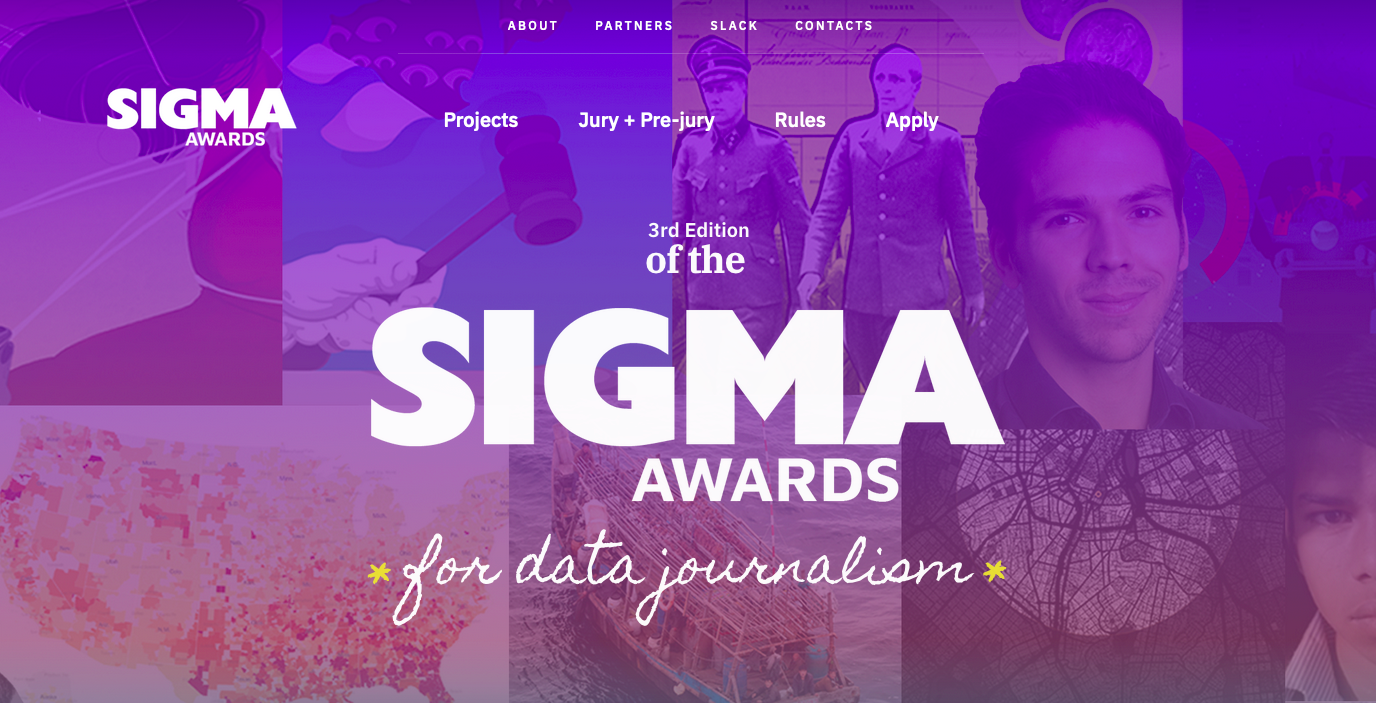 ABOUT PARTNERS SLACK CONTACTS
SIGMA
AWARDS
Projects Jury + Pre-jury Rules Apply
3rd Edition
of the
SIGMA
AWARDS
for data journalism